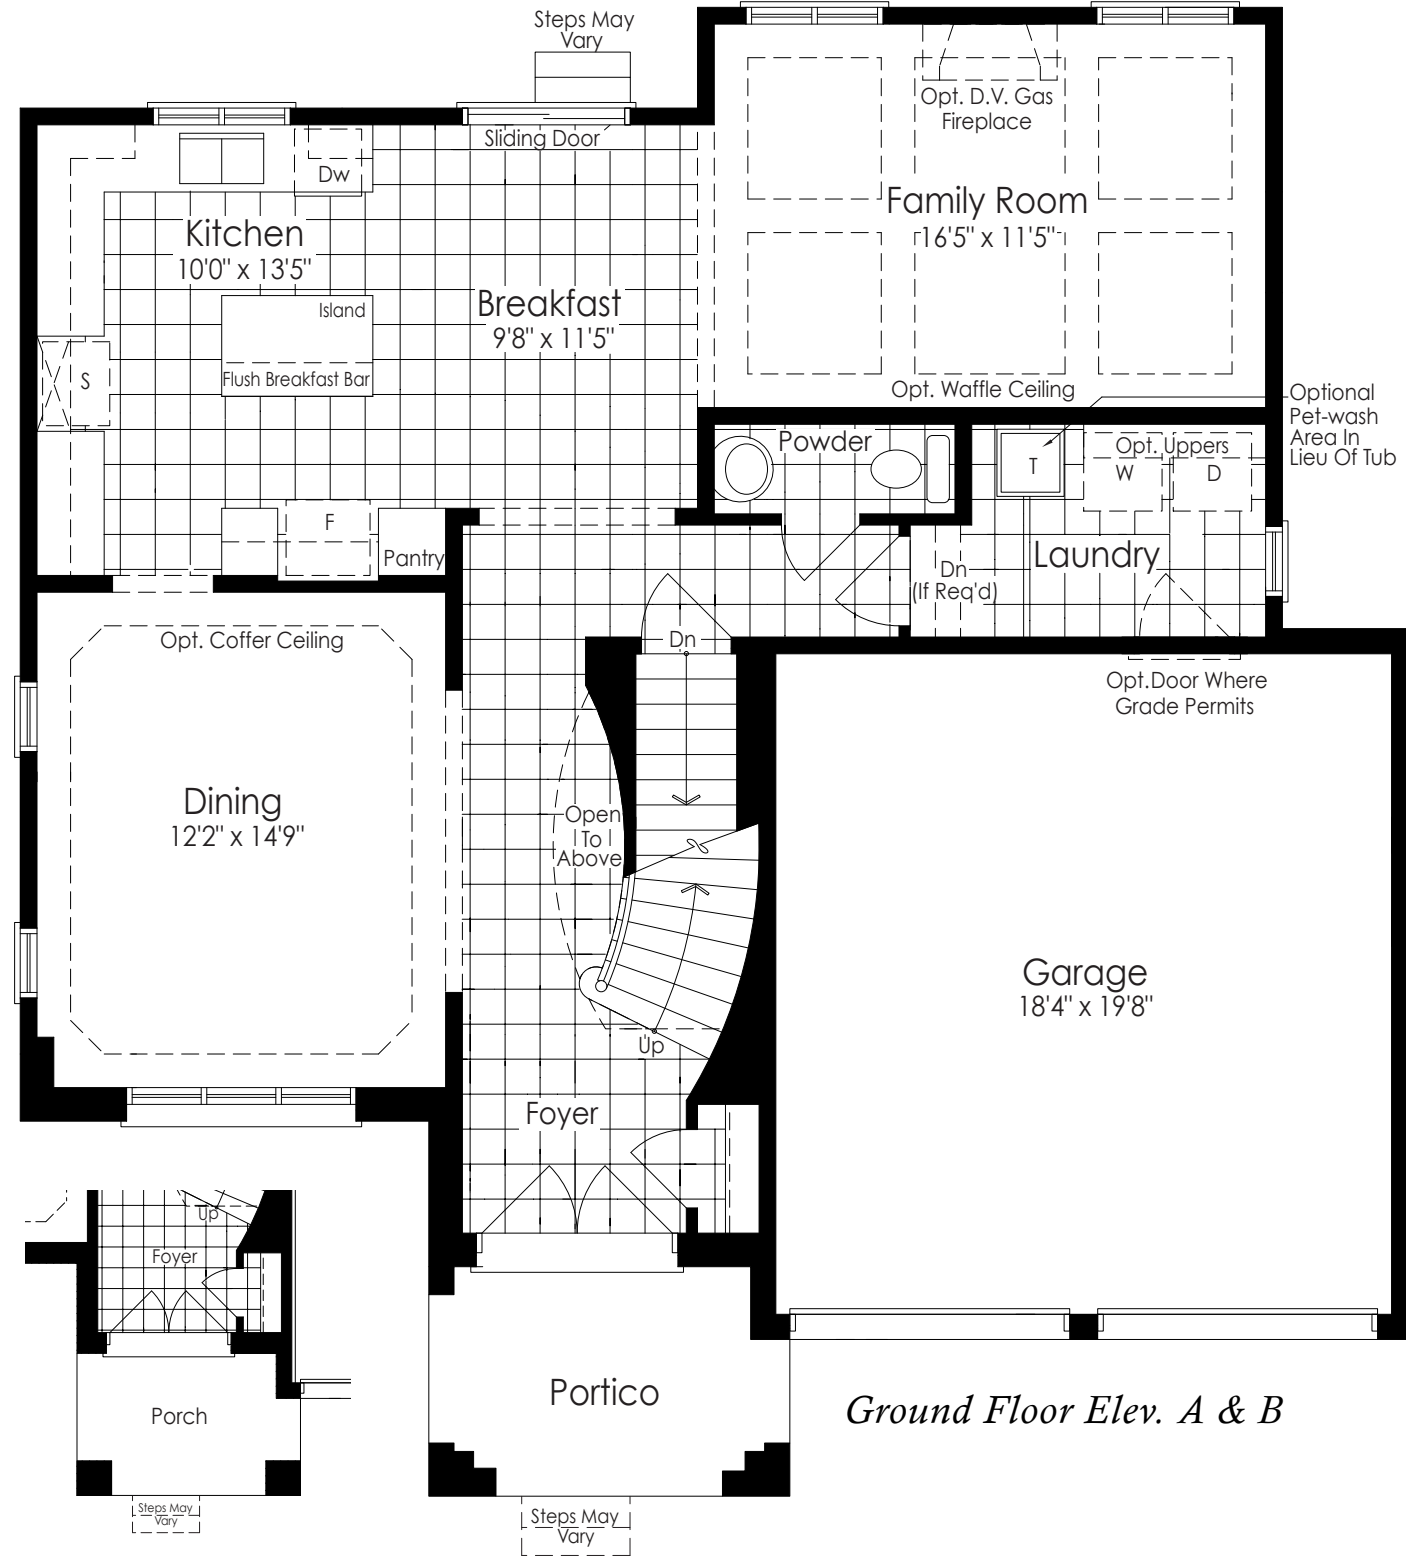 Steps May
Vary
Sliding Door
Opt. D.V. Gas
Fireplace
Dw
Family Room
16'5" x 11'5"
Kitchen
10'0" x 13'5"
Island
Breakfast
9'8" x 11'5"
Flush Breakfast Bar
S
Opt. Waffle Ceiling
Optional
Pet-wash
Area In
Lieu Of Tub
Powder
T
Opt. Uppers
W
D
F
Pantry
Laundry
Dn
(If Req'd)
Opt. Coffer Ceiling
Dn
Opt.Door Where
Grade Permits
Dining
12'2" x 14'9"
Open
To
Above
Garage
18'4" x 19'8"
Up
Foyer
Up
Foyer
Portico
Porch
Ground Floor Elev. A & B
Steps May
Vary
Steps May
Vary